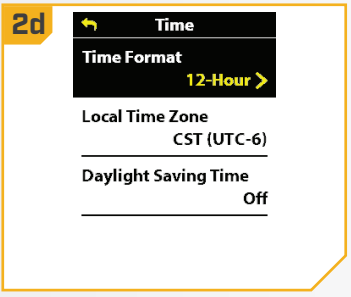 2d
Time
Time Format
12-Hour
Local Time Zone
CST (UTC-6)
Daylight Saving Time
Off